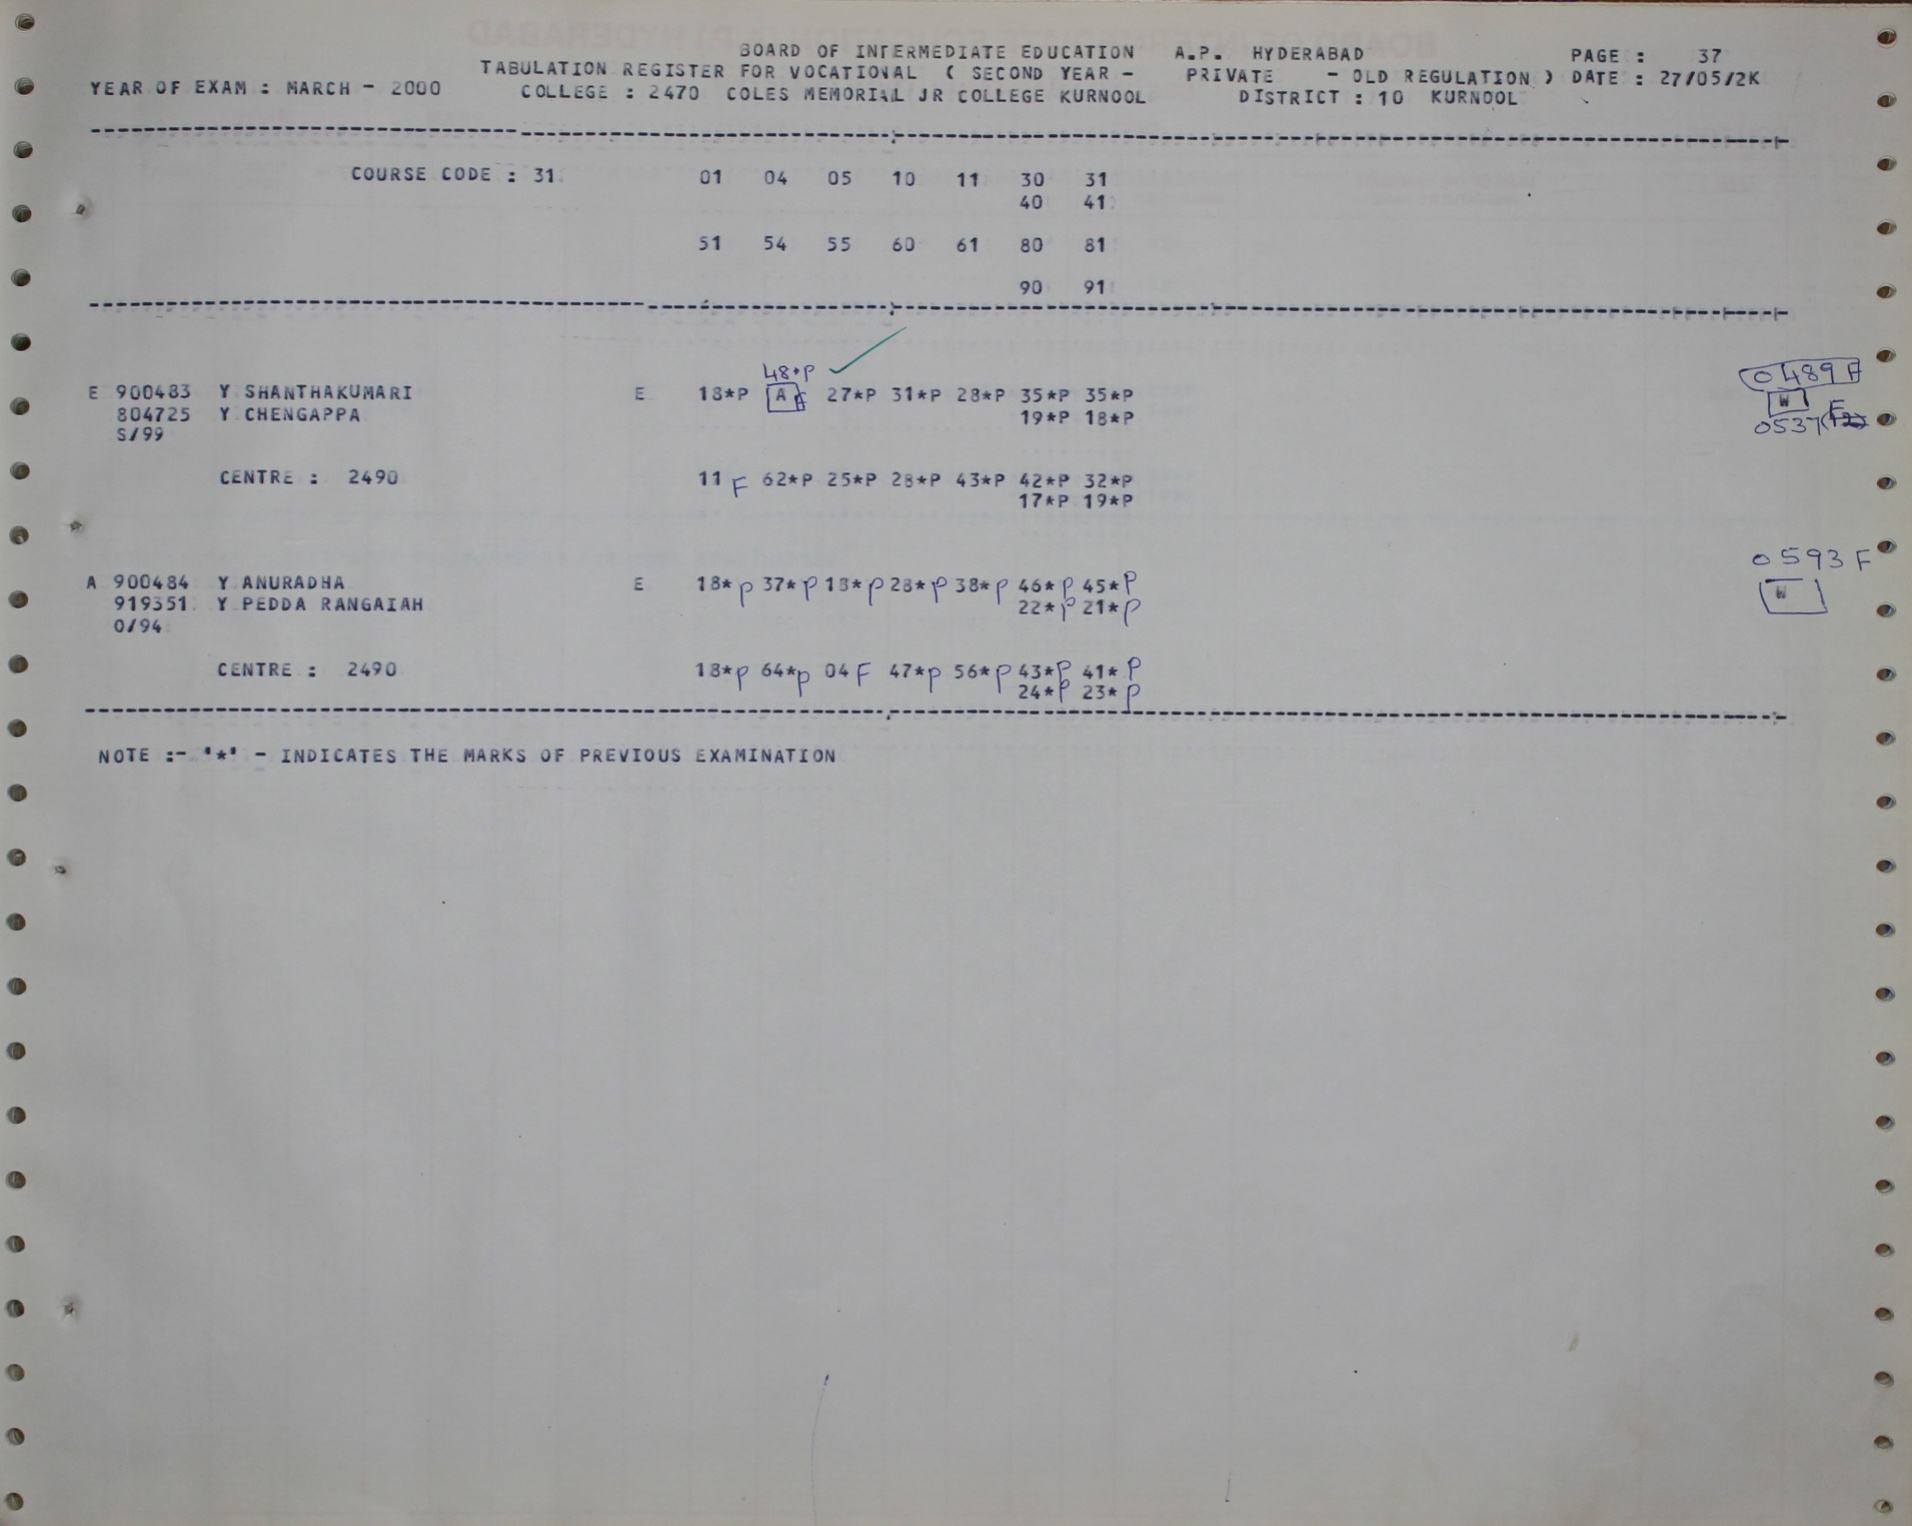 BOARD OF INTERMEDIATE EDUCATION A.P. HYDERABAD PAGE : 37
TABULATION REGISTER FOR VOCATIONAL ( SECOND YEAR - PRIVATE - OLD REGULATION ) DATE : 27/05/2K
YEAR OF EXAM : MARCH - 2000 COLLEGE : 2470 COLES MEMORIAL JR COLLEGE KURNOOL DISTRICT : 10 KURNOOL
COURSE CODE : 31 01 04 05 10 11 30 31
40 41
51 54 55 60 61 80 81
90 91
48*P 0489 F
E 900483 Y SHANTHAKUMARI E 18*P A F 27*P 31*P 28*P 35*P 35*P W
804725 Y CHENGAPPA 19*P 18*P 0537 F
S/99
CENTRE : 2490 11 F 62*P 25*P 28*P 43*P 42*P 32*P
17*P 19*P
0593 F
A 900484 Y ANURADHA E 18*P 37*P 18*P 28*P 38*P 46*P 45*P W
919351 Y PEDDA RANGAIAH 22*P 21*P
O/94
CENTRE : 2490 18*P 64*P 04 F 47*P 56*P 43*P 41*P
24*P 23*P
NOTE :- '*' - INDICATES THE MARKS OF PREVIOUS EXAMINATION